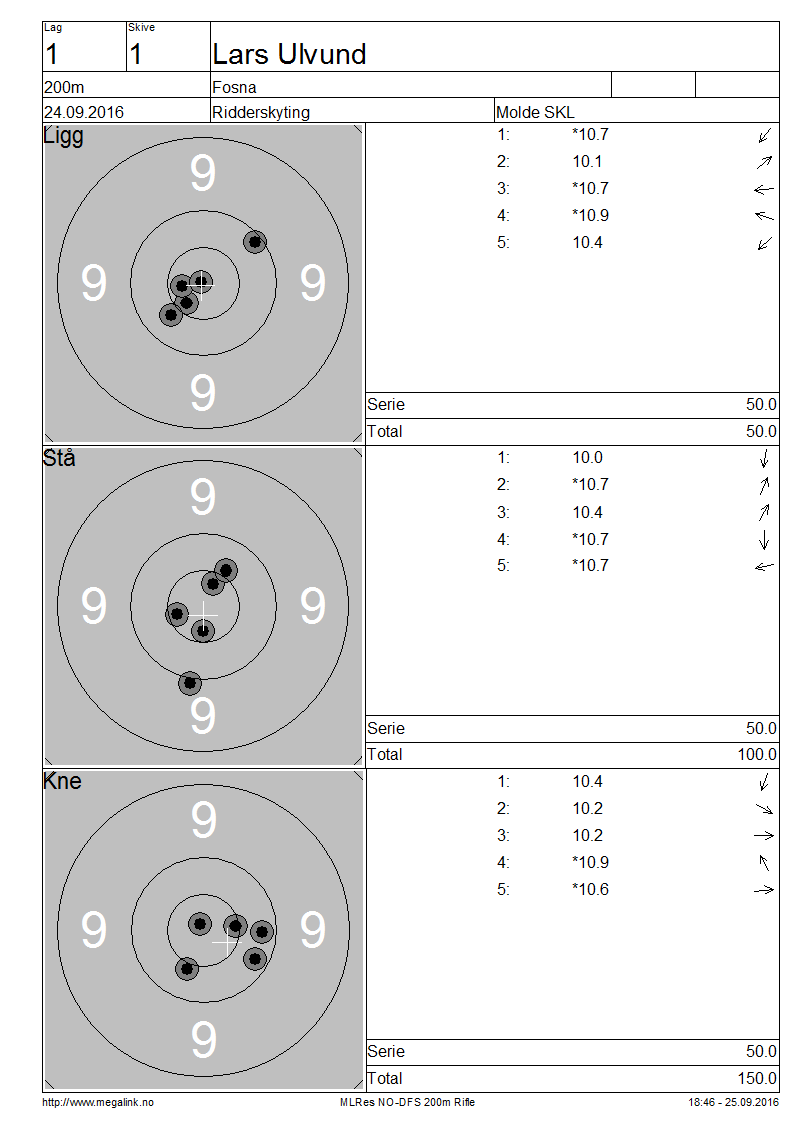 Lag Skive
1 1 Lars Ulvund
200m Fosna
24.09.2016 Ridderskyting Molde SKL
Ligg
9
9 9
9
1: *10.7
2: 10.1
3: *10.7
4: *10.9
5: 10.4
Serie 50.0
Total 50.0
Stå
9
9 9
9
1: 10.0
2: *10.7
3: 10.4
4: *10.7
5: *10.7
Serie 50.0
Total 100.0
Kne
9
9 9
9
1: 10.4
2: 10.2
3: 10.2
4: *10.9
5: *10.6
Serie 50.0
Total 150.0
http://www.megalink.no MLRes NO-DFS 200m Rifle 18:46 - 25.09.2016